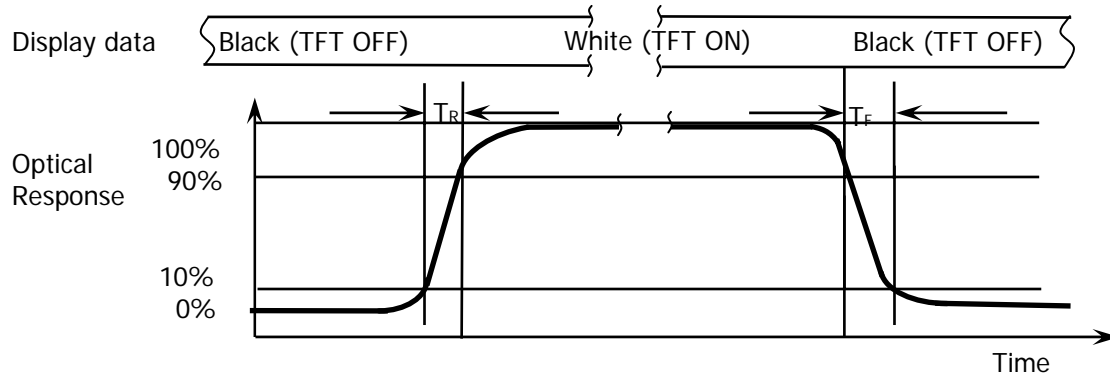 Display data
Black (TFT OFF)
White (TFT ON)
Black (TFT OFF)
TR
TF
100%
Optical
Response
90%
10%
0%
Time